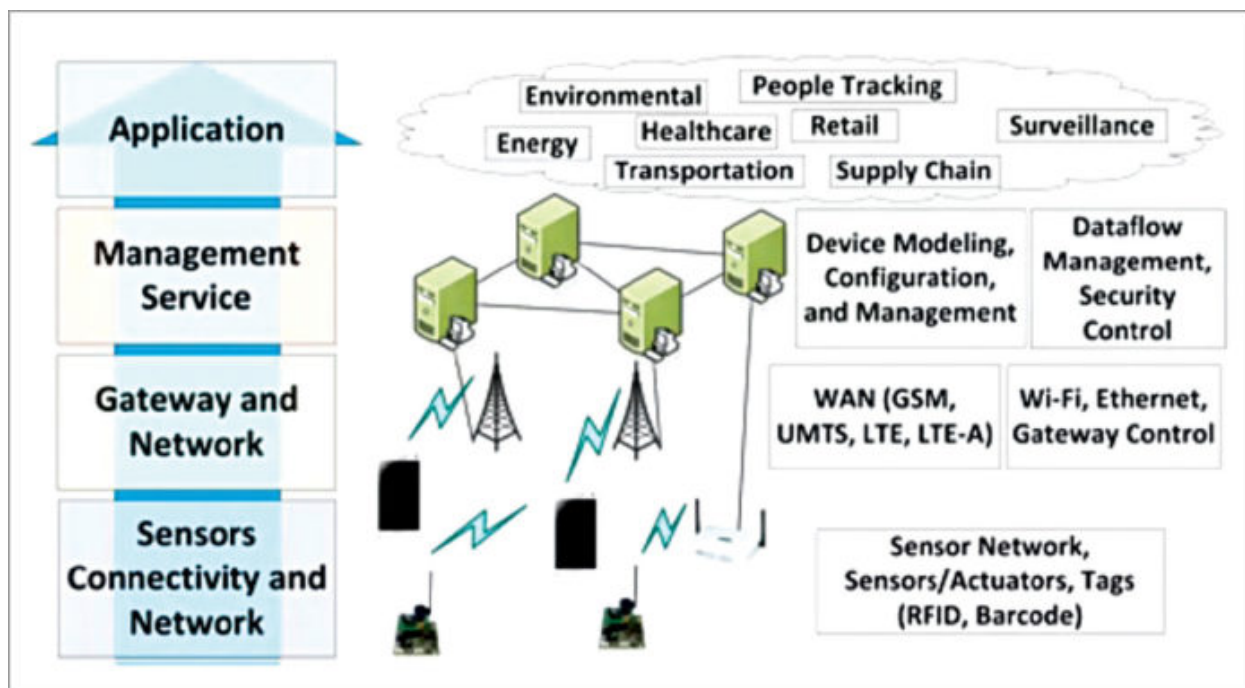 Application
Environmental
People Tracking
Healthcare
Retail
Surveillance
Energy
Transportation
Supply Chain
Management
Service
Device Modeling,
Configuration,
and Management
Dataflow
Management,
Security
Control
Gateway and
Network
WAN (GSM,
UMTS, LTE, LTE-A)
Wi-Fi, Ethernet,
Gateway Control
Sensors
Connectivity and
Network
Sensor Network,
Sensors/Actuators, Tags
(RFID, Barcode)